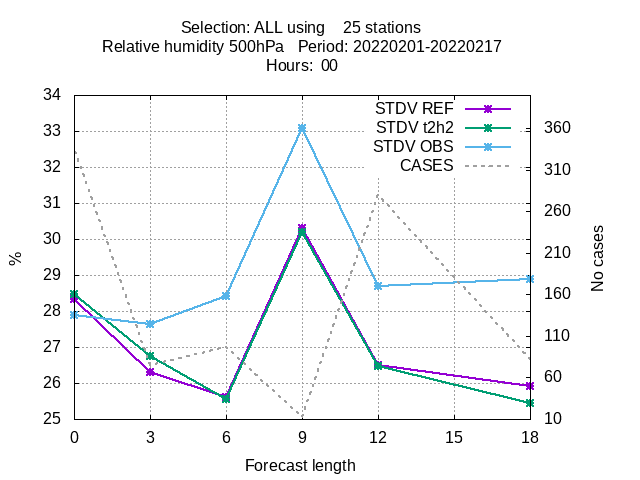 Selection: ALL using    25 stations
Relative humidity 500hPa   Period: 20220201-20220217
Hours:  00
STDV REF
STDV t2h2
STDV OBS
CASES
34
33
32
31
30
29
28
27
26
25
%
360
310
260
210
160
110
60
10
No cases
0 3 6 9 12 15 18
Forecast length